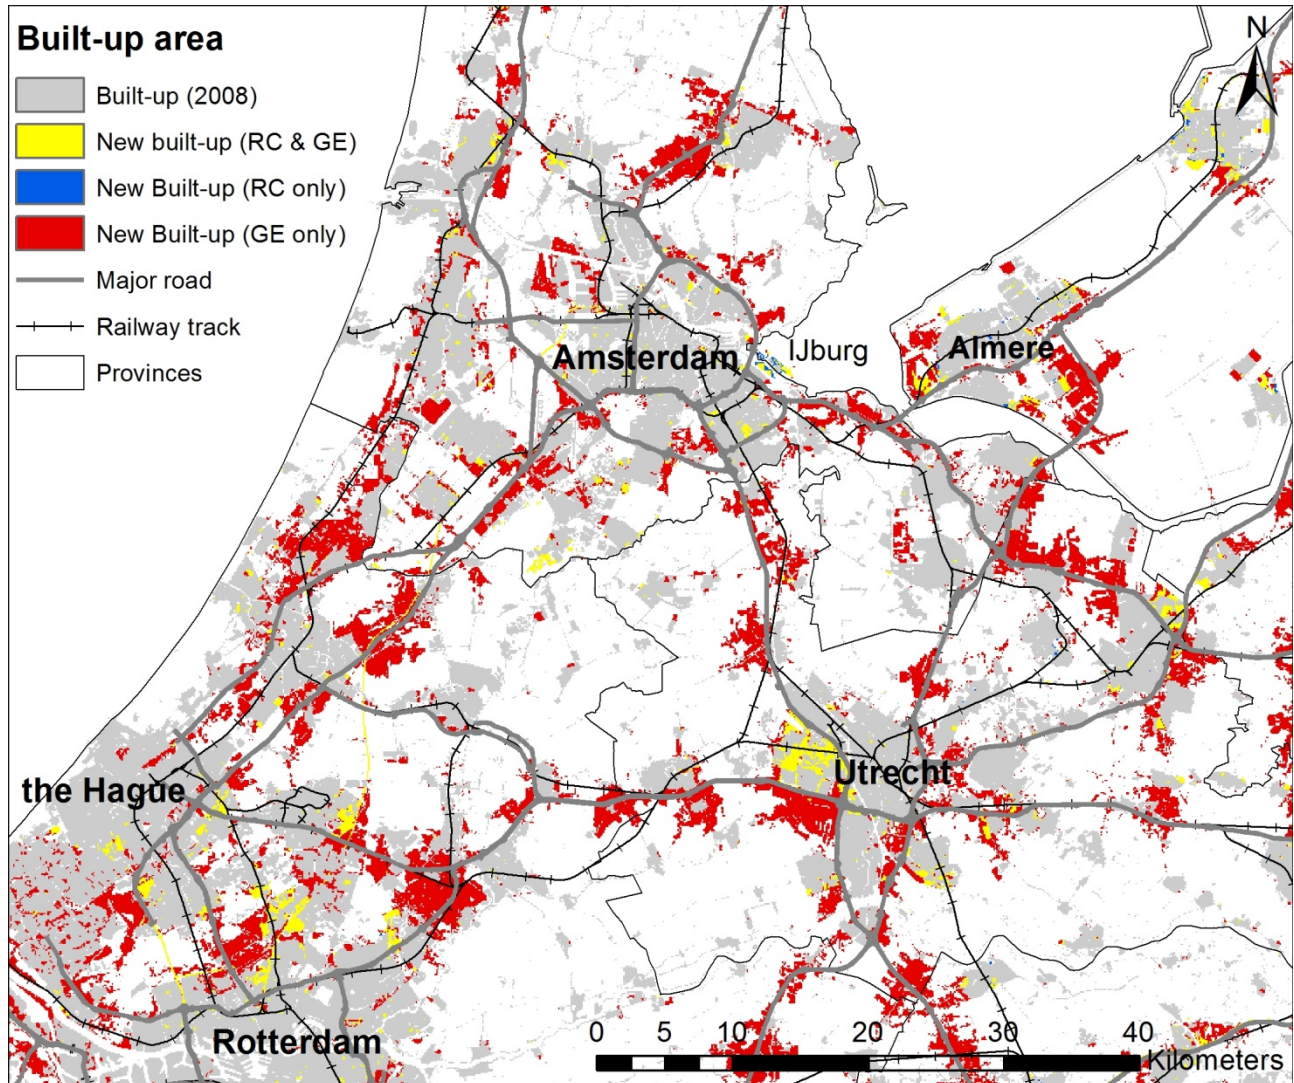 Built-up area
Built-up (2008)
New built-up (RC & GE)
New Built-up (RC only)
New Built-up (GE only)
Major road
Railway track
Provinces
N
Amsterdam
IJburg
Almere
the Hague
Utrecht
Rotterdam
0 5 10 20 30 40
Kilometers